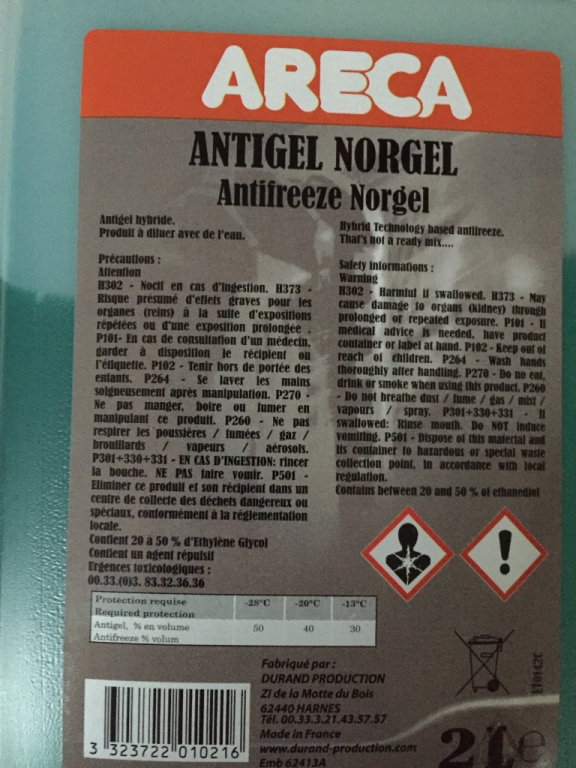 ARECA
ANTIGEL NORGEL
Antifreeze Norgel
Antigel hybride.
Produit à diluer avec de l'eau.
Précautions :
Attention
H302 - Nocif en cas d'ingestion. H373 -
Risque présumé d'effets graves pour les
organes (reins) à la suite d'expositions
répétées ou d'une exposition prolongée .
P101- En cas de consultation d'un médecin,
garder à disposition le récipient ou
l'étiquette. P102 - Tenir hors de portée des
enfants. P264 - Se laver les mains
soigneusement après manipulation. P270 -
Ne pas manger, boire ou fumer en
manipulant ce produit. P260 - Ne pas
respirer les poussières / fumées / gaz /
brouillards / vapeurs / aérosols.
P301+330+331 - EN CAS D'INGESTION: rincer
la bouche. NE PAS faire vomir. P501 -
Eliminer ce produit et son récipient dans un
centre de collecte des déchets dangereux ou
spéciaux, conformément à la réglementation
locale.
Contient 20 à 50 % d'Ethylène Glycol
Contient un agent répulsif
Urgences toxicologiques :
00.33.(0)3. 83.32.36.36
Hybrid Technology based antifreeze.
That's not a ready mix....
Safety informations :
Warning
H302 - Harmful if swallowed. H373 - May
cause damage to organs (kidney) through
prolonged or repeated exposure. P101 - If
medical advice is needed, have product
container or label at hand. P102 - Keep out of
reach of children. P264 - Wash hands
thoroughly after handling. P270 - Do no eat,
drink or smoke when using this product. P260
- Do not breathe dust / fume / gas / mist /
vapours / spray. P301+330+331 - If
swallowed: Rinse mouth. Do NOT induce
vomiting. P501 - Dispose of this material and
its container to hazardous or special waste
collection point, in accordance with local
regulation.
Contains between 20 and 50 % of ethanediol
Protection requise -28°C -20°C -13°C
Required protection
Antigel, % en volume 50 40 30
Antifreeze % volum
3 323722 010216
Fabriqué par :
DURAND PRODUCTION
ZI de la Motte du Bois
62440 HARNES
Tél. 00.33.3.21.43.57.57
Made in France
www.durand-production.com
Emb 62413A
ET0142C
2 L e